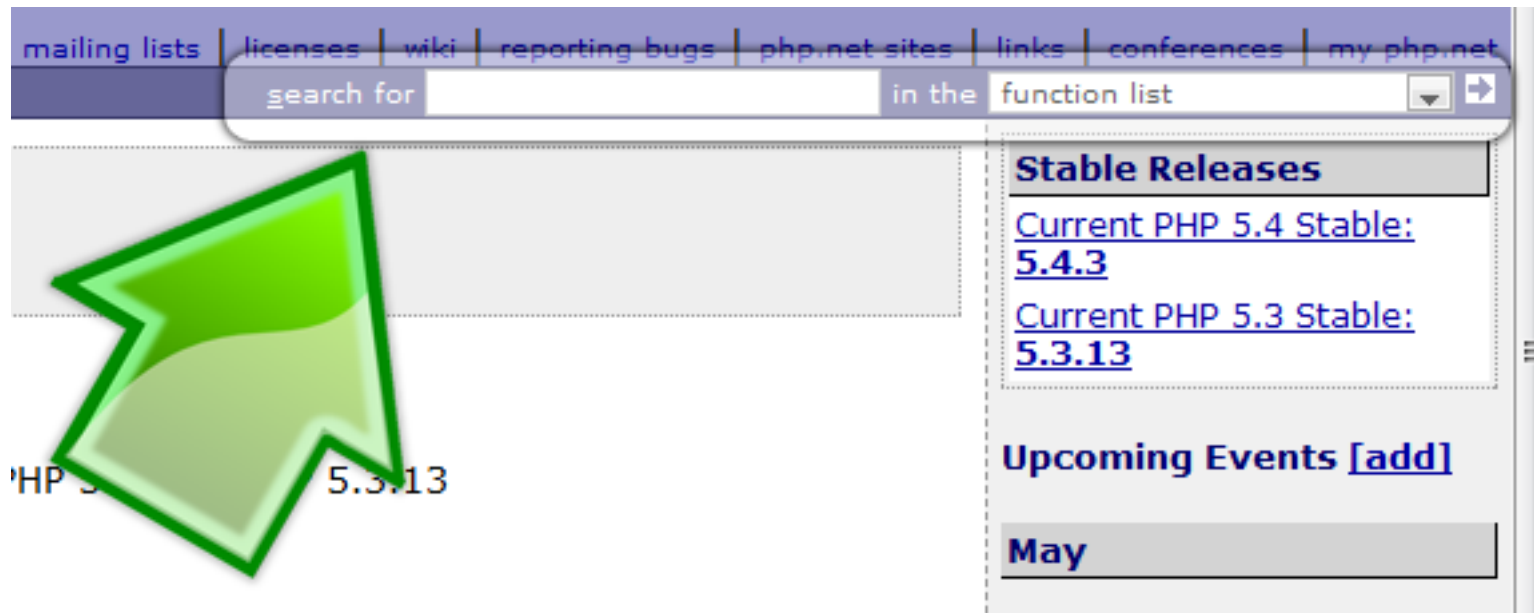 mailing lists | licenses | wiki | reporting bugs | php.net sites | links | conferences | my php.net
search for in the function list
Stable Releases
Current PHP 5.4 Stable:
5.4.3
Current PHP 5.3 Stable:
5.3.13
Upcoming Events [add]
5.3.13
May